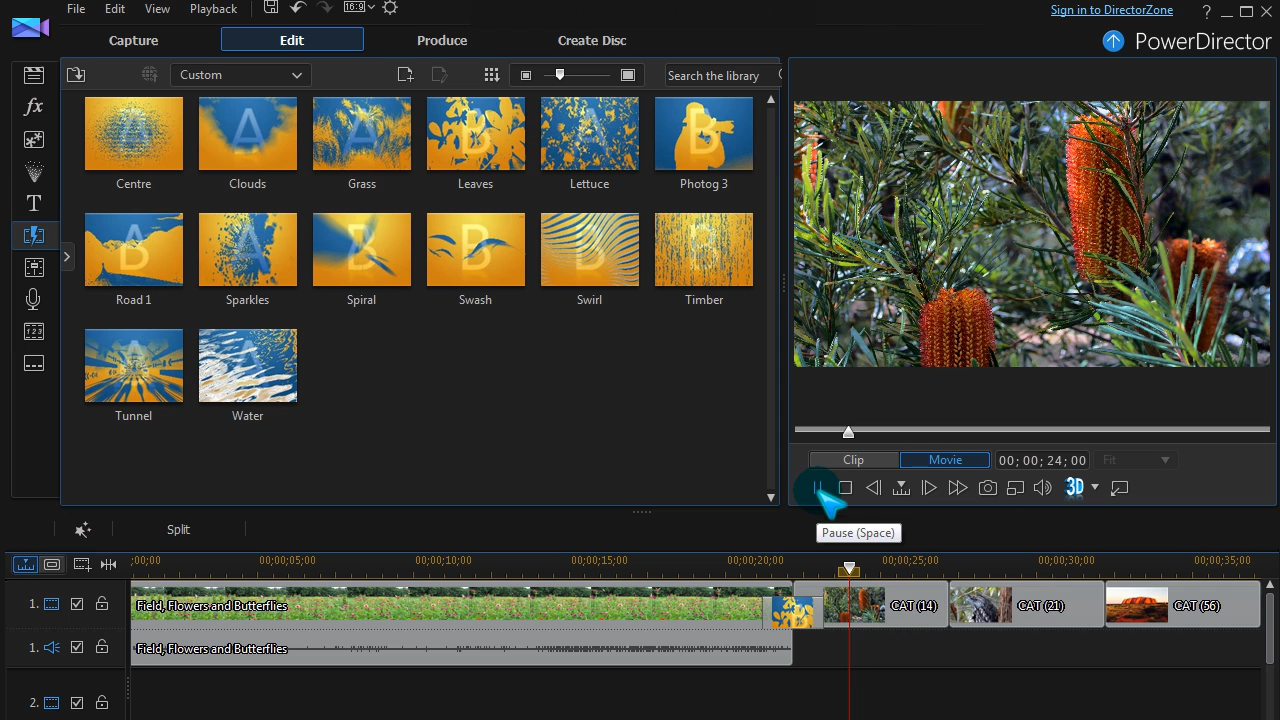 File Edit View Playback 16:9 Sign in to DirectorZone ?
Capture Edit Produce Create Disc PowerDirector
Custom Search the library
fx
T
1 2 3
A A A B A B
Centre Clouds Grass Leaves Lettuce Photog 3
B A B B B B
Road 1 Sparkles Spiral Swash Swirl Timber
Tunnel Water
Clip Movie 00; 00; 24; 00 Fit
3D
Pause (Space)
Split
;00;00 00;00;05;00 00;00;10;00 00;00;15;00 00;00;20;00 00;00;25;00 00;00;30;00 00;00;35;00
1. Field, Flowers and Butterflies CAT (14) CAT (21) CAT (56)
1. Field, Flowers and Butterflies
2.